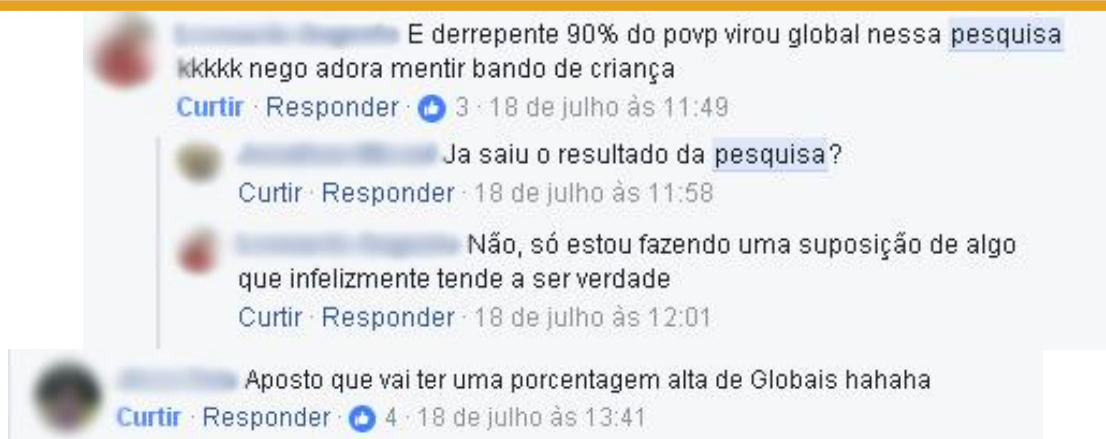 E derrepente 90% do povp virou global nessa pesquisa
kkkkk nego adora mentir bando de criança
Curtir · Responder · 3 · 18 de julho às 11:49
Ja saiu o resultado da pesquisa?
Curtir · Responder · 18 de julho às 11:58
Não, só estou fazendo uma suposição de algo
que infelizmente tende a ser verdade
Curtir · Responder · 18 de julho às 12:01
Aposto que vai ter uma porcentagem alta de Globais hahaha
Curtir · Responder · 4 · 18 de julho às 13:41